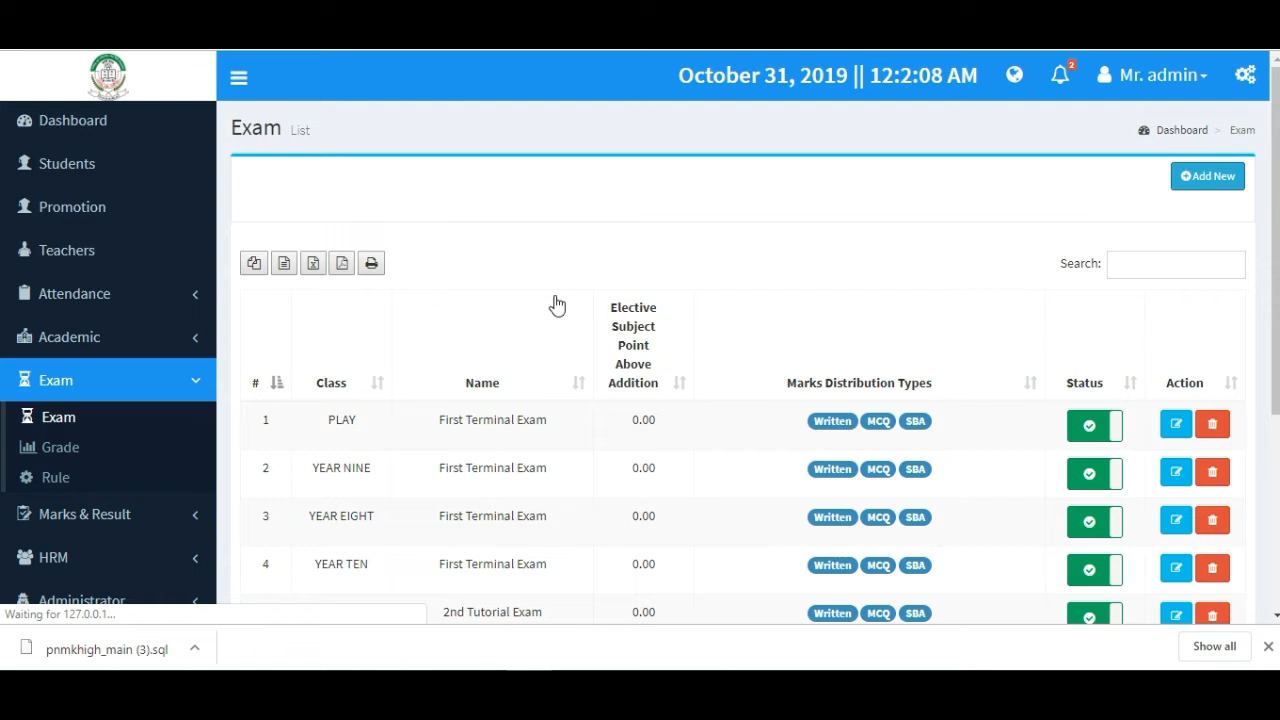 October 31, 2019 || 12:2:08 AM
2
Mr. admin
Dashboard
Students
Promotion
Teachers
Attendance
Academic
Exam
Exam
Grade
Rule
Marks & Result
HRM
Administrator
Exam List
Dashboard > Exam
Add New
Search:
# Class Name Elective Subject Point Above Addition Marks Distribution Types Status Action
1 PLAY First Terminal Exam 0.00 Written MCQ SBA
2 YEAR NINE First Terminal Exam 0.00 Written MCQ SBA
3 YEAR EIGHT First Terminal Exam 0.00 Written MCQ SBA
4 YEAR TEN First Terminal Exam 0.00 Written MCQ SBA
2nd Tutorial Exam 0.00 Written MCQ SBA
Waiting for 127.0.0.1...
pnmkhigh_main (3).sql
Show all